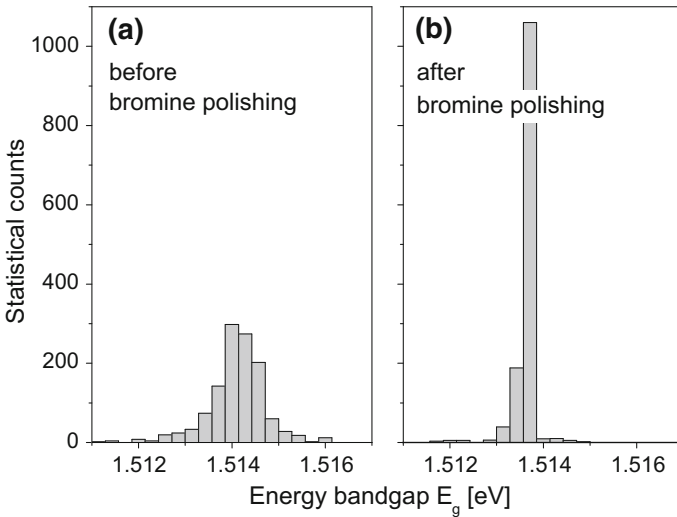 (a)
before
bromine polishing
(b)
after
bromine polishing
1000
800
600
400
200
0
Statistical counts
1.512 1.514 1.516 1.512 1.514 1.516
Energy bandgap E_g [eV]